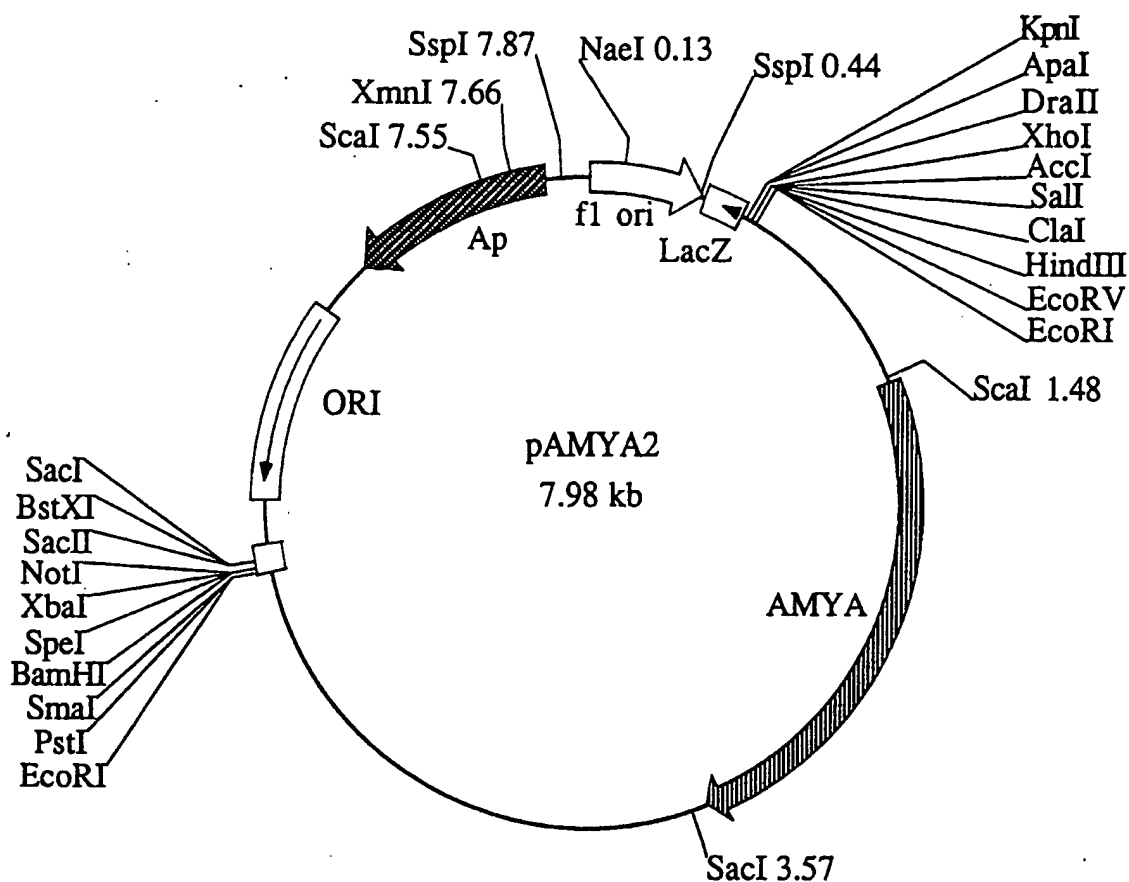 SspI 7.87
NaeI 0.13
SspI 0.44
XmnI 7.66
ScaI 7.55
KpnI
ApaI
DraII
XhoI
AccI
SalI
ClaI
HindIII
EcoRV
EcoRI
Ap
f1 ori
LacZ
ScaI 1.48
ORI
pAMYA2
7.98 kb
SacI
BstXI
SacII
NotI
XbaI
SpeI
BamHI
SmaI
PstI
EcoRI
AMYA
SacI 3.57